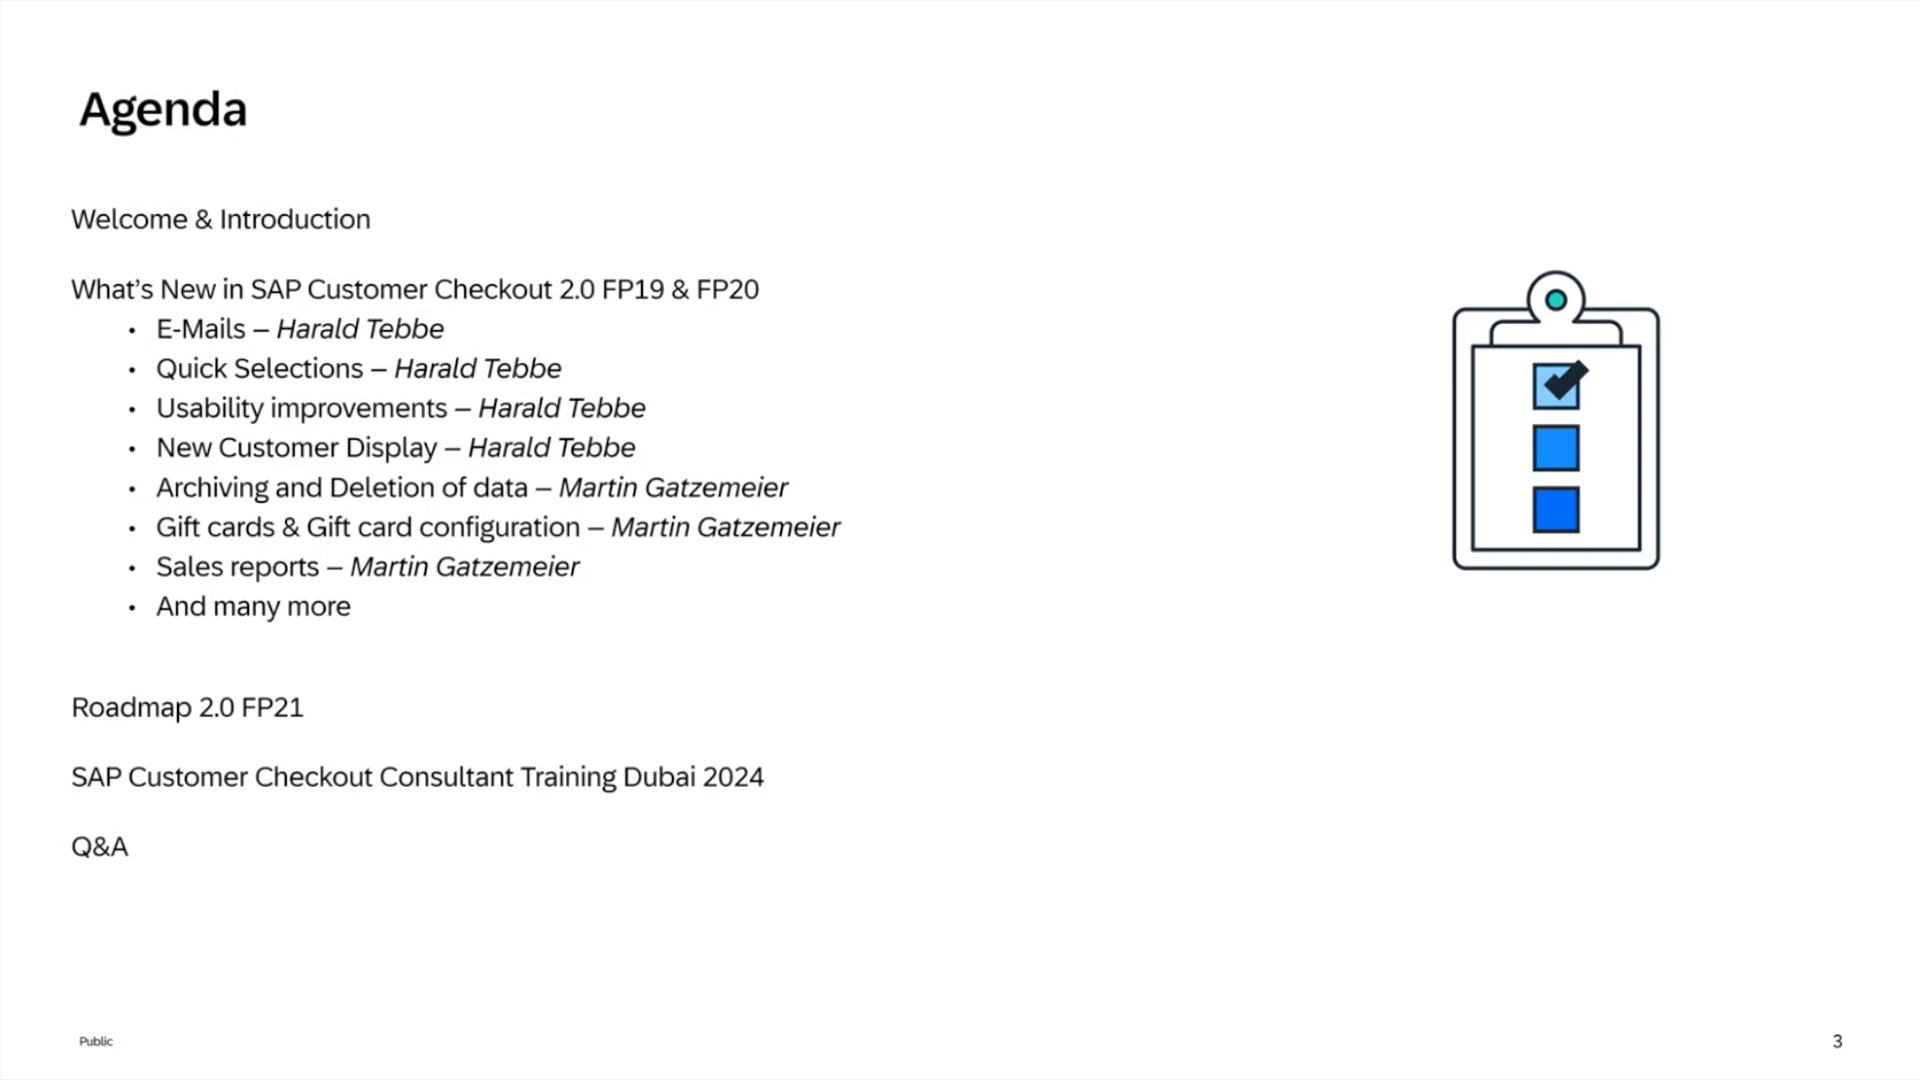 Agenda
Welcome & Introduction
What’s New in SAP Customer Checkout 2.0 FP19 & FP20
• E-Mails – Harald Tebbe
• Quick Selections – Harald Tebbe
• Usability improvements – Harald Tebbe
• New Customer Display – Harald Tebbe
• Archiving and Deletion of data – Martin Gatzemeier
• Gift cards & Gift card configuration – Martin Gatzemeier
• Sales reports – Martin Gatzemeier
• And many more
Roadmap 2.0 FP21
SAP Customer Checkout Consultant Training Dubai 2024
Q&A
Public
3